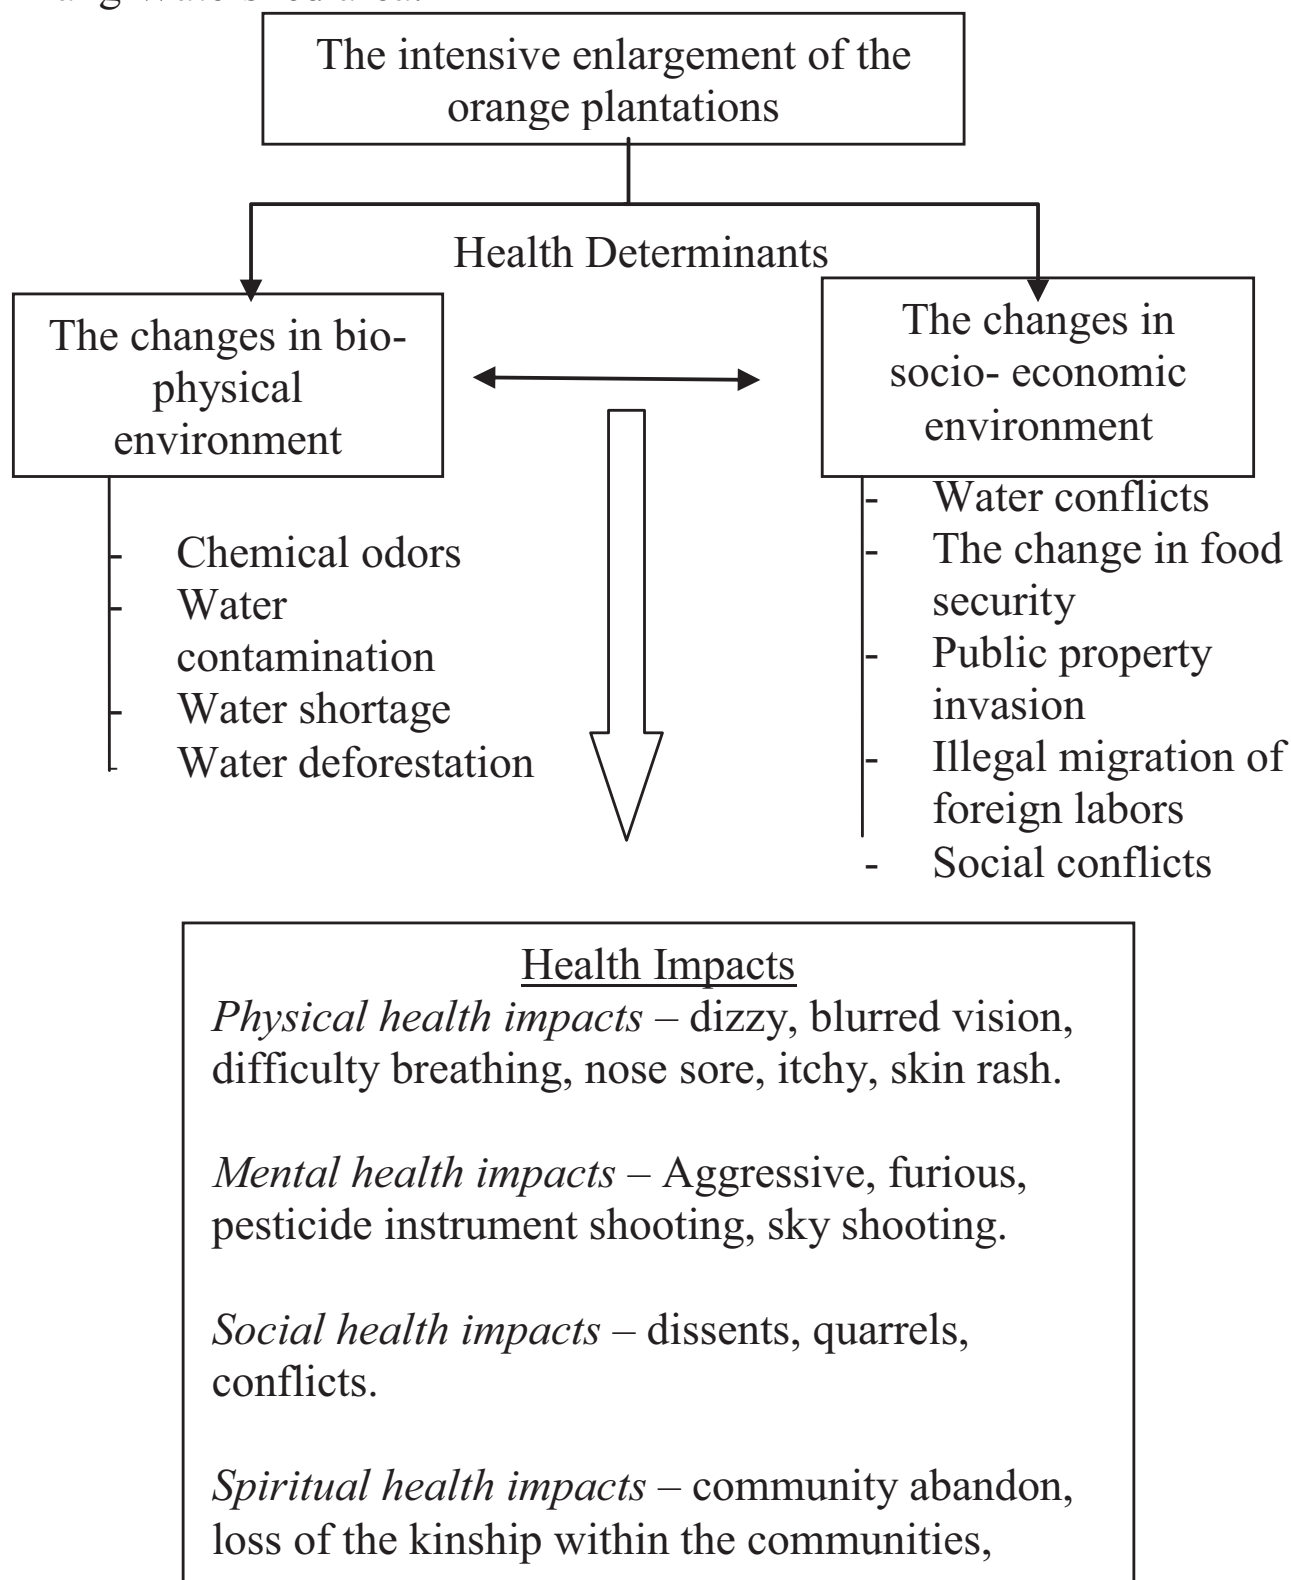 The intensive enlargement of the
orange plantations
Health Determinants
The changes in bio-
physical
environment
The changes in
socio- economic
environment
- Chemical odors
- Water
contamination
- Water shortage
- Water deforestation
- Water conflicts
- The change in food
security
- Public property
invasion
- Illegal migration of
foreign labors
- Social conflicts
Health Impacts
Physical health impacts – dizzy, blurred vision,
difficulty breathing, nose sore, itchy, skin rash.
Mental health impacts – Aggressive, furious,
pesticide instrument shooting, sky shooting.
Social health impacts – dissents, quarrels,
conflicts.
Spiritual health impacts – community abandon,
loss of the kinship within the communities,